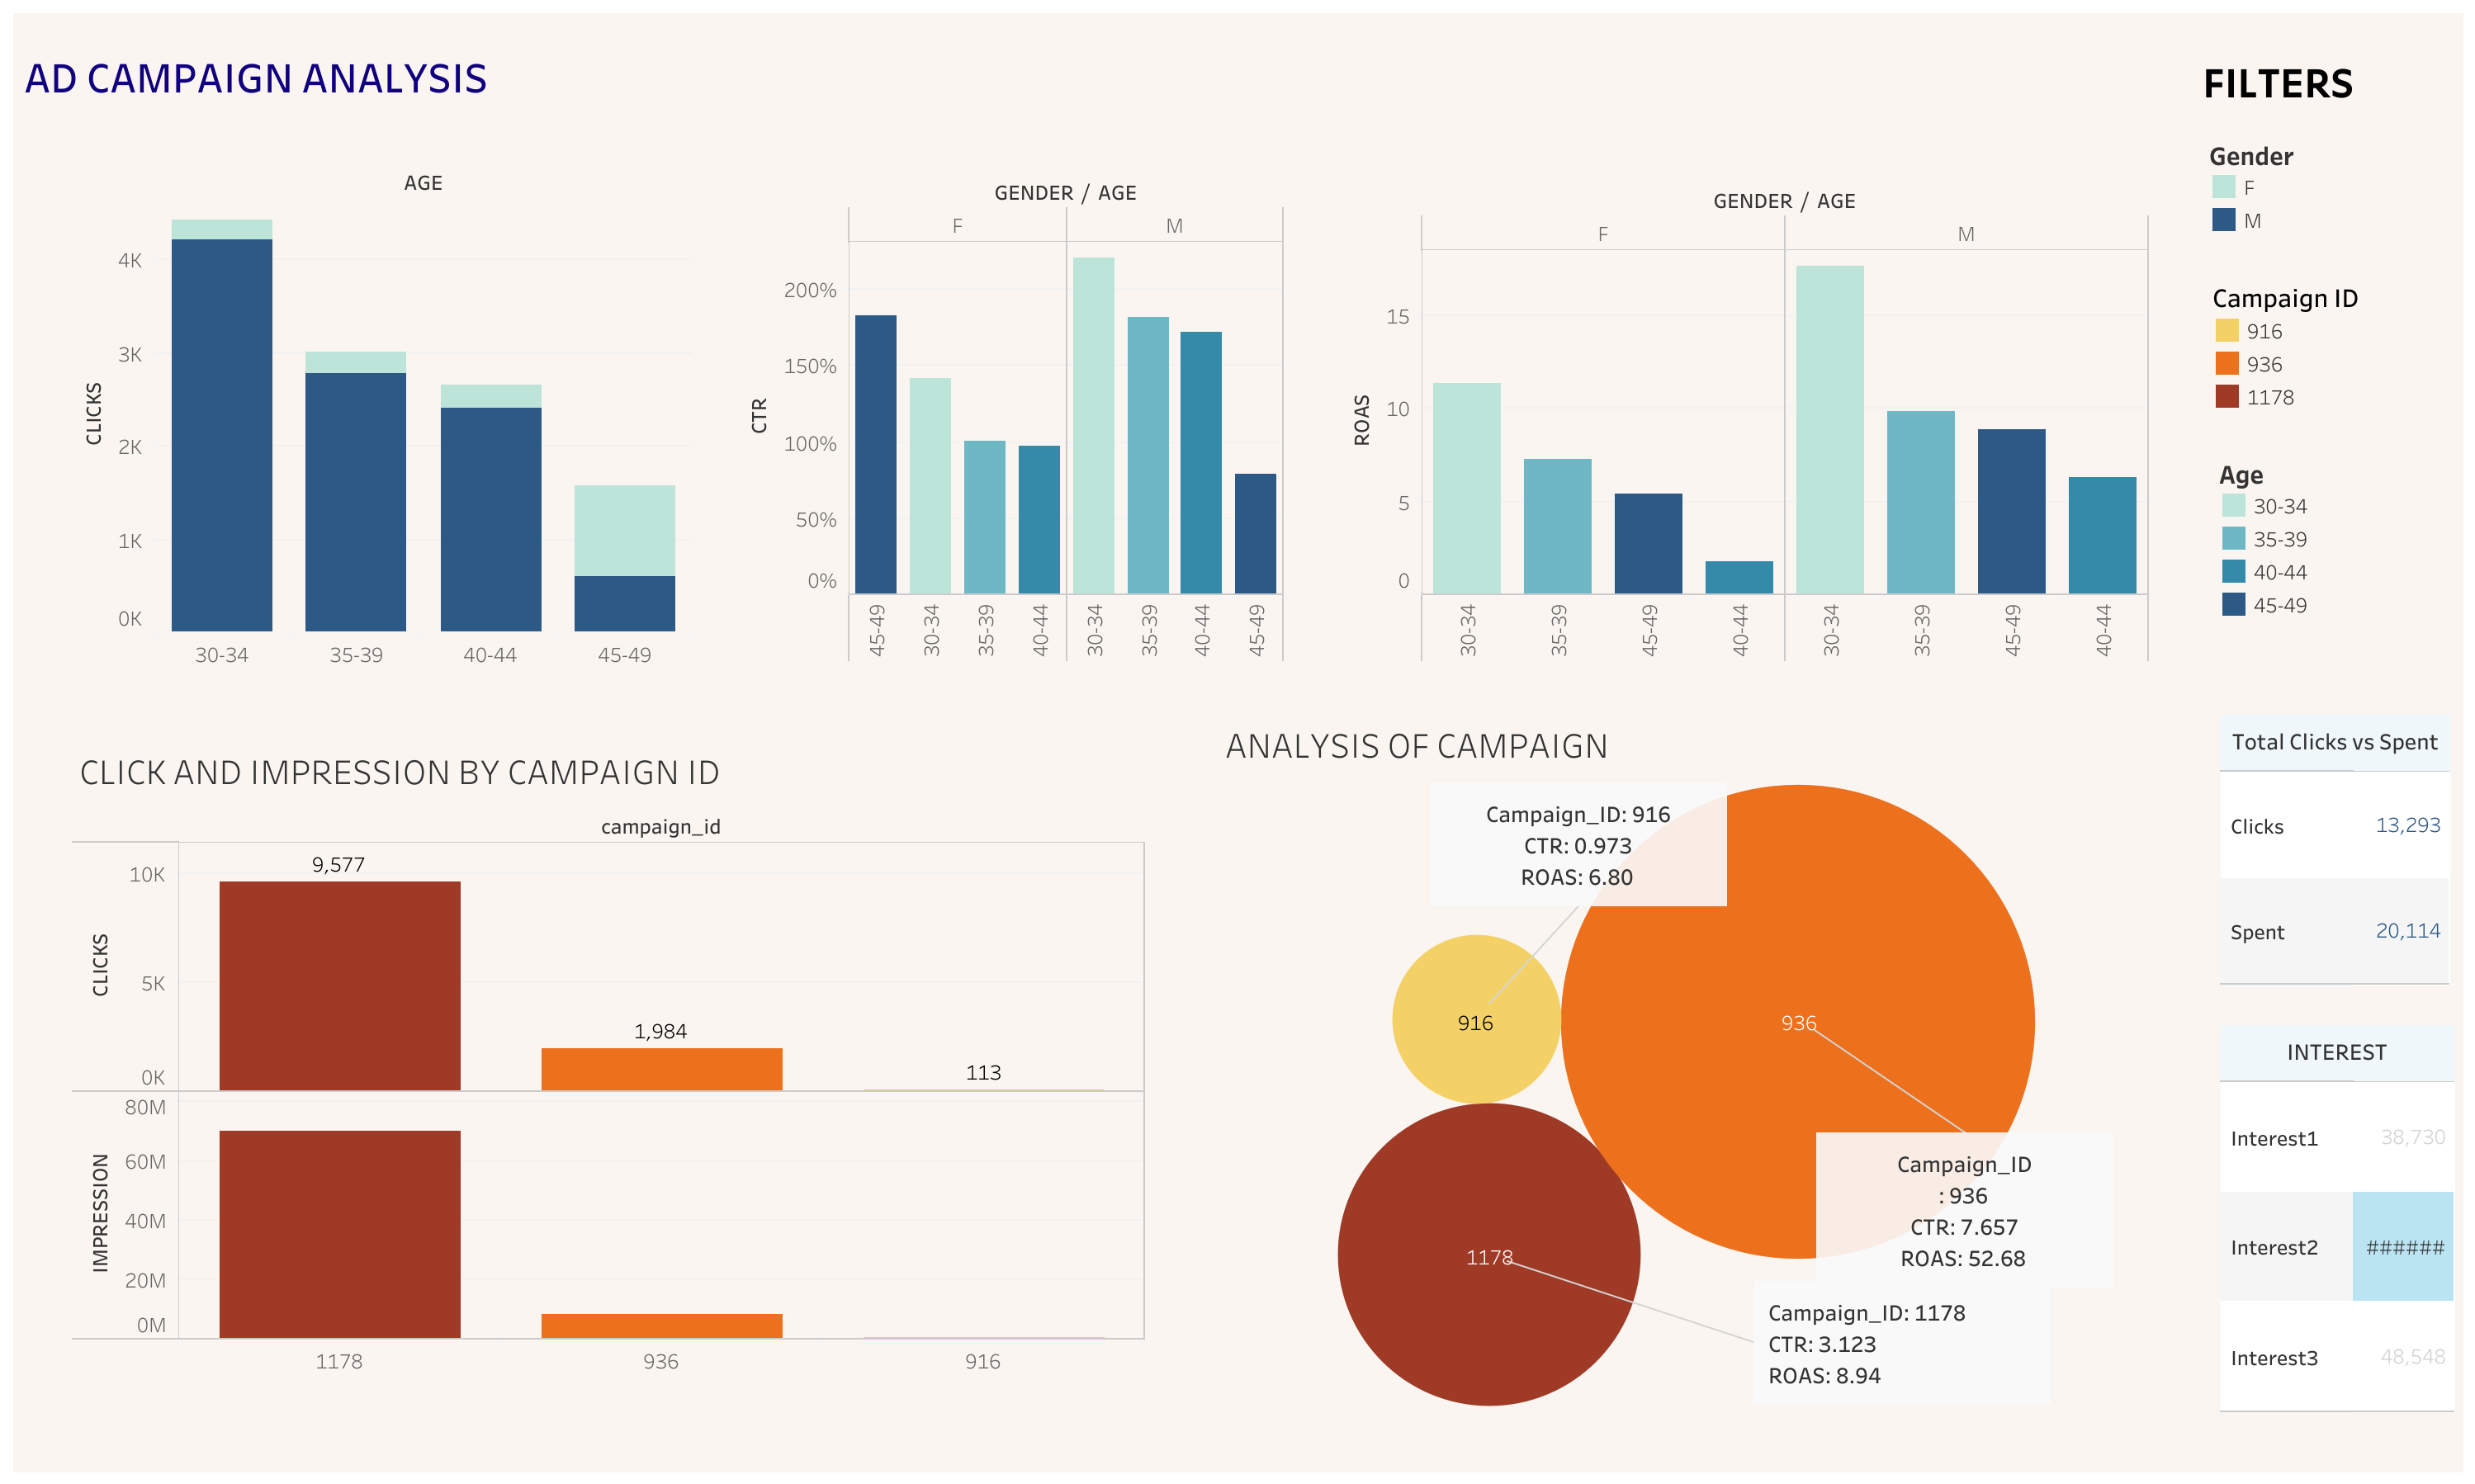 AD CAMPAIGN ANALYSIS
AGE
CLICKS
4K
3K
2K
1K
0K
30-34
35-39
40-44
45-49
GENDER / AGE
F
M
CTR
200%
150%
100%
50%
0%
45-49
30-34
35-39
40-44
30-34
35-39
40-44
45-49
GENDER / AGE
F
M
ROAS
15
10
5
0
30-34
35-39
45-49
40-44
30-34
35-39
45-49
40-44
FILTERS
Gender
F
M
Campaign ID
916
936
1178
Age
30-34
35-39
40-44
45-49
CLICK AND IMPRESSION BY CAMPAIGN ID
campaign_id
CLICKS
10K
5K
0K
9,577
1,984
113
IMPRESSION
80M
60M
40M
20M
0M
1178
936
916
ANALYSIS OF CAMPAIGN
Campaign_ID: 916
CTR: 0.973
ROAS: 6.80
916
936
1178
Campaign_ID
: 936
CTR: 7.657
ROAS: 52.68
Campaign_ID: 1178
CTR: 3.123
ROAS: 8.94
Total Clicks vs Spent
Clicks 13,293
Spent 20,114
INTEREST
Interest1 38,730
Interest2 ######
Interest3 48,548